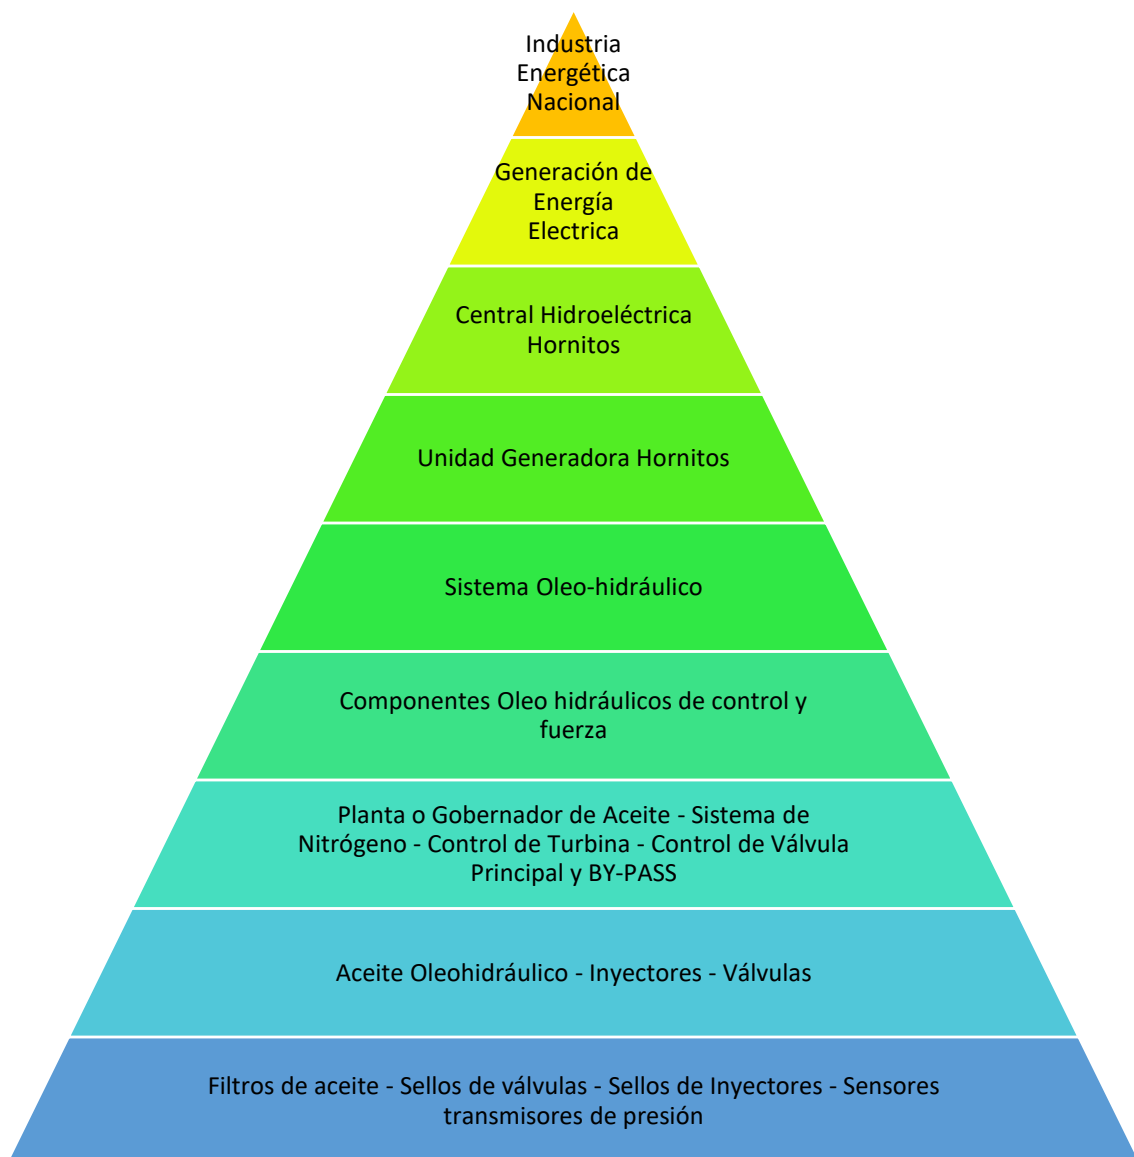 Industria
Energética
Nacional
Generación de
Energía
Electrica
Central Hidroeléctrica
Hornitos
Unidad Generadora Hornitos
Sistema Oleo-hidráulico
Componentes Oleo hidráulicos de control y
fuerza
Planta o Gobernador de Aceite - Sistema de
Nitrógeno - Control de Turbina - Control de Válvula
Principal y BY-PASS
Aceite Oleohidráulico - Inyectores - Válvulas
Filtros de aceite - Sellos de válvulas - Sellos de Inyectores - Sensores
transmisores de presión